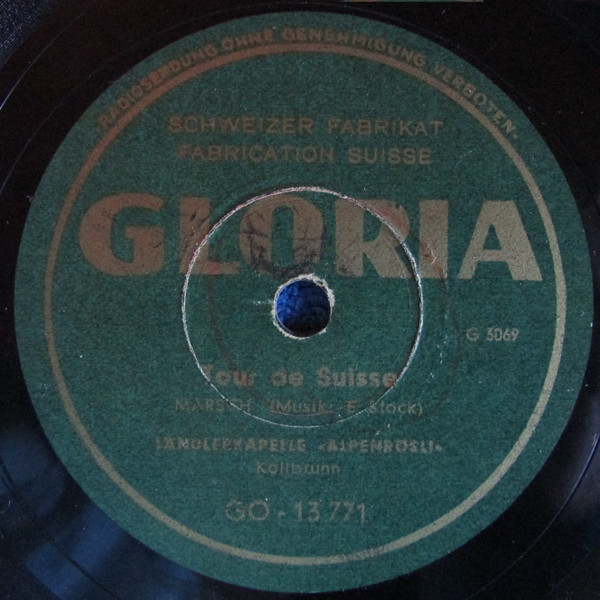 RADIOSENDUNG OHNE GENEHMIGUNG VERBOTEN.
SCHWEIZER FABRIKAT
FABRICATION SUISSE
GLORIA
G 5069
Tour de Suisse
MARSCH (Musik: E. Stock)
LÄNDLERKAPELLE «ALPENRÖSLI»
Kollbrunn
GO - 13 771